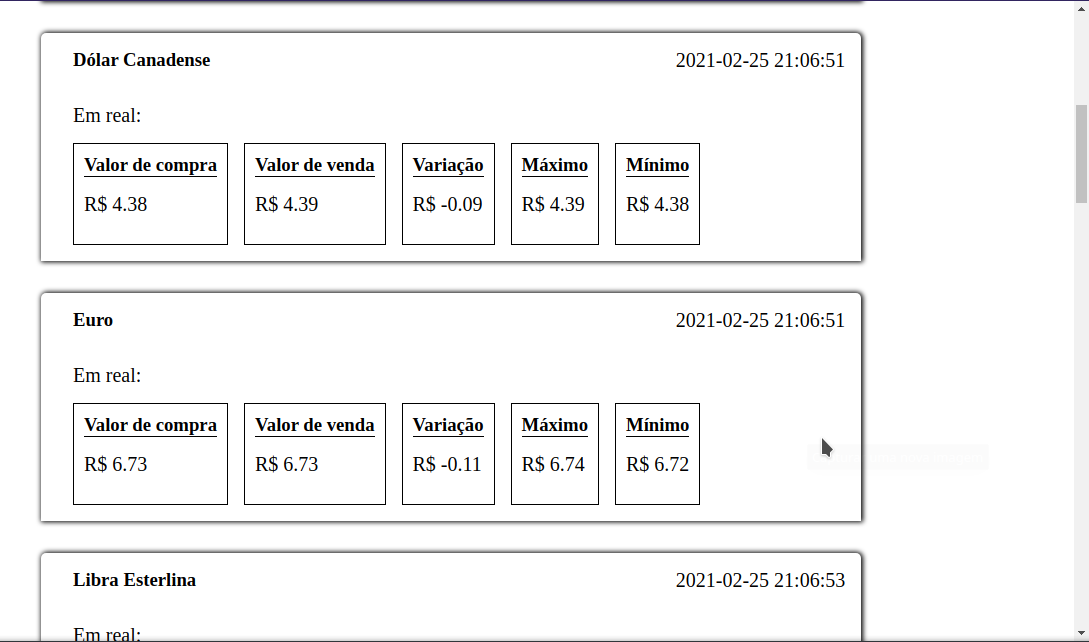 Dólar Canadense 2021-02-25 21:06:51
Em real:
Valor de compra Valor de venda Variação Máximo Mínimo
R$ 4.38 R$ 4.39 R$ -0.09 R$ 4.39 R$ 4.38
Euro 2021-02-25 21:06:51
Em real:
Valor de compra Valor de venda Variação Máximo Mínimo
R$ 6.73 R$ 6.73 R$ -0.11 R$ 6.74 R$ 6.72
Libra Esterlina 2021-02-25 21:06:53
Em real: